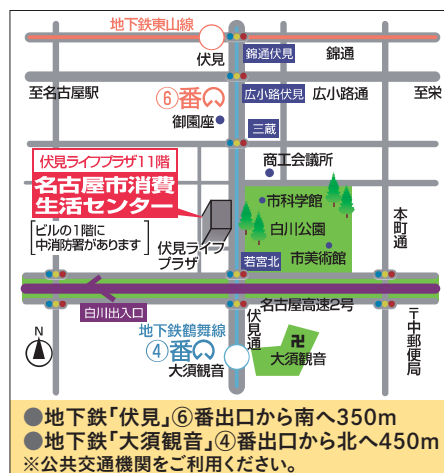 地下鉄東山線
伏見
錦通伏見
錦通
至名古屋駅
⑥番
広小路伏見
広小路通
至栄
御園座
三蔵
商工会議所
伏見ライフプラザ11階
名古屋市消費
生活センター
ビルの1階に
中消防署があります
伏見ライフ
プラザ
市科学館
白川公園
市美術館
若宮北
本町通
白川出入口
名古屋高速2号
伏見通
〒中郵便局
N
地下鉄鶴舞線
④番
大須観音
卍
大須観音
●地下鉄「伏見」⑥番出口から南へ350m
●地下鉄「大須観音」④番出口から北へ450m
※公共交通機関をご利用ください。